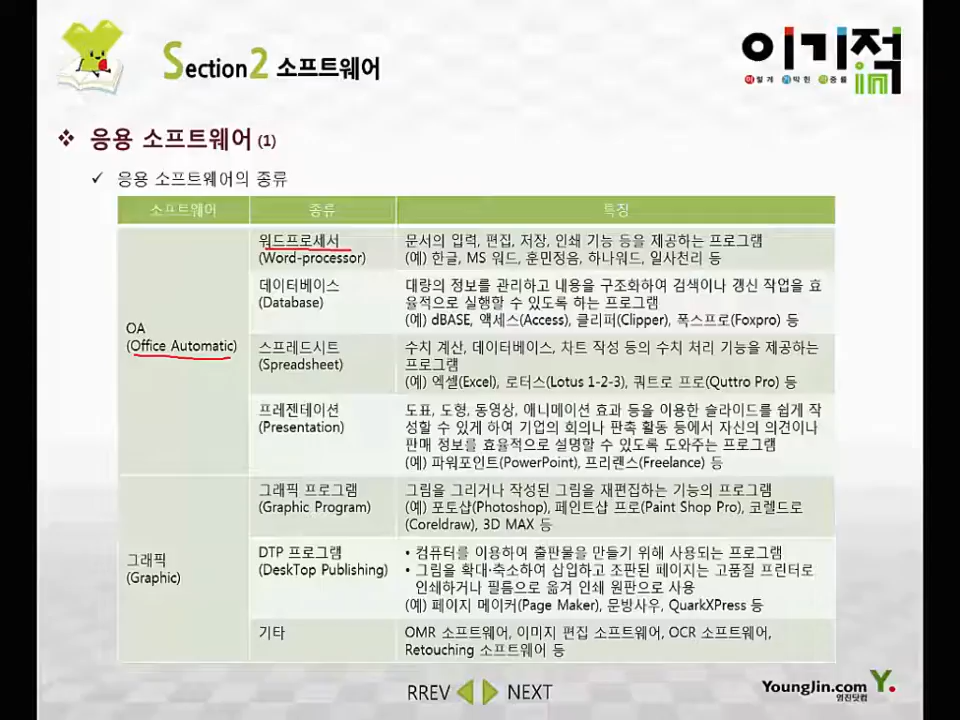 Section2 소프트웨어
이기적in
이렇게 기막힌 적중률
❖ 응용 소프트웨어 (1)
✓ 응용 소프트웨어의 종류
소프트웨어 종류 특징
OA
(Office Automatic)
워드프로세서
(Word-processor)
문서의 입력, 편집, 저장, 인쇄 기능 등을 제공하는 프로그램
(예) 한글, MS 워드, 훈민정음, 하나워드, 일사천리 등
데이터베이스
(Database)
대량의 정보를 관리하고 내용을 구조화하여 검색이나 갱신 작업을 효
율적으로 실행할 수 있도록 하는 프로그램
(예) dBASE, 액세스(Access), 클리퍼(Clipper), 폭스프로(Foxpro) 등
스프레드시트
(Spreadsheet)
수치 계산, 데이터베이스, 차트 작성 등의 수치 처리 기능을 제공하는
프로그램
(예) 엑셀(Excel), 로터스(Lotus 1-2-3), 쿼트로 프로(Quttro Pro) 등
프레젠테이션
(Presentation)
도표, 도형, 동영상, 애니메이션 효과 등을 이용한 슬라이드를 쉽게 작
성할 수 있게 하여 기업의 회의나 판촉 활동 등에서 자신의 의견이나
판매 정보를 효율적으로 설명할 수 있도록 도와주는 프로그램
(예) 파워포인트(PowerPoint), 프리랜스(Freelance) 등
그래픽
(Graphic)
그래픽 프로그램
(Graphic Program)
그림을 그리거나 작성된 그림을 재편집하는 기능의 프로그램
(예) 포토샵(Photoshop), 페인트샵 프로(Paint Shop Pro), 코렐드로
(Coreldraw), 3D MAX 등
DTP 프로그램
(DeskTop Publishing)
• 컴퓨터를 이용하여 출판물을 만들기 위해 사용되는 프로그램
• 그림을 확대·축소하여 삽입하고 조판된 페이지는 고품질 프린터로
인쇄하거나 필름으로 옮겨 인쇄 원판으로 사용
(예) 페이지 메이커(Page Maker), 문방사우, QuarkXPress 등
기타
OMR 소프트웨어, 이미지 편집 소프트웨어, OCR 소프트웨어,
Retouching 소프트웨어 등
RREV NEXT
YoungJin.com Y.
영진닷컴